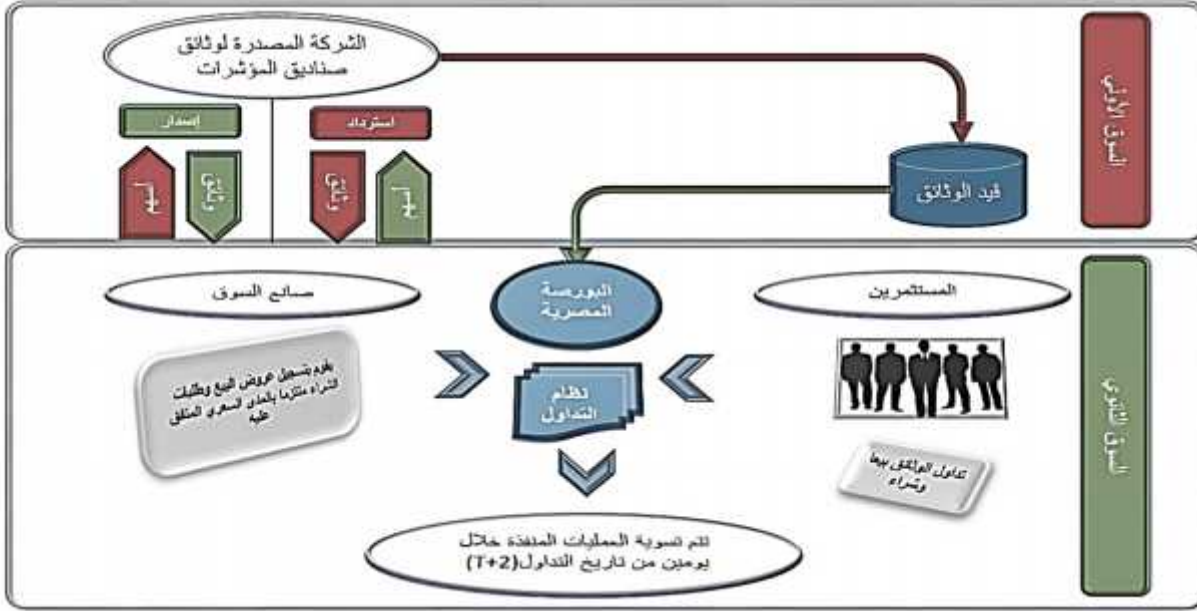 السوق الأولي
الشركة المصدرة لوثائق
صناديق المؤشرات
إصدار
استرداد
أسهم
وثائق
وثائق
أسهم
قيد الوثائق
السوق الثانوي
المستثمرين
البورصة
المصرية
صانع السوق
يقوم بتسجيل عروض البيع وطلبات
الشراء ملتزما بالمدى السعري المتفق
عليه
نظام
التداول
تداول الوثائق بيعا
وشراء
تتم تسوية العمليات المنفذة خلال
يومين من تاريخ التداول(T+2)